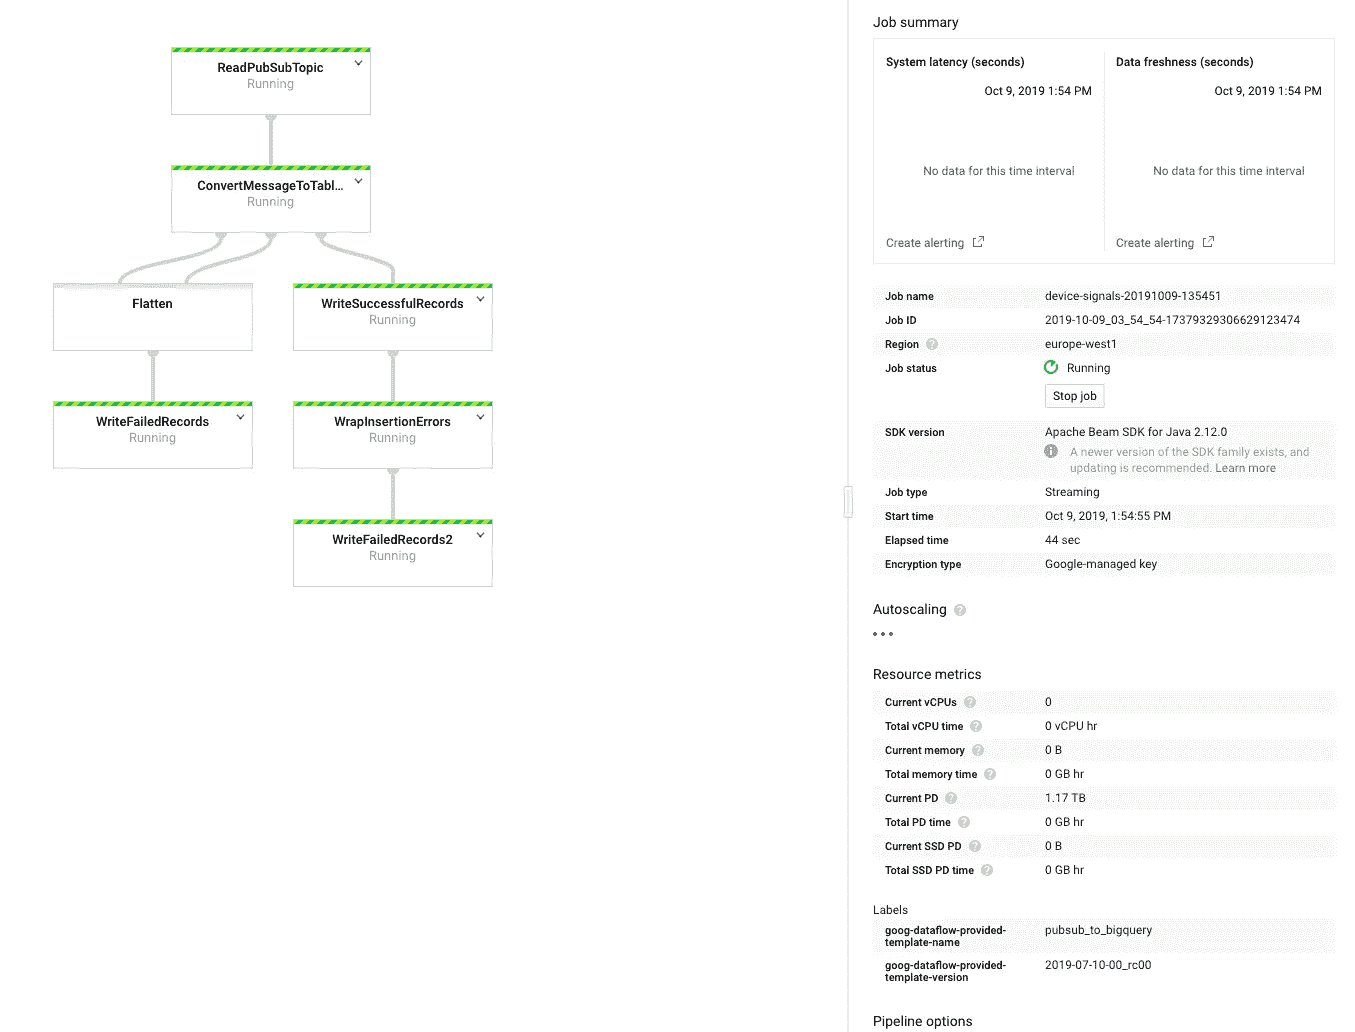 ReadPubSubTopic
Running
ConvertMessageToTabl...
Running
Flatten
WriteSuccessfulRecords
Running
WriteFailedRecords
Running
WrapInsertionErrors
Running
WriteFailedRecords2
Running
Job summary
System latency (seconds)
Oct 9, 2019 1:54 PM
No data for this time interval
Create alerting
Data freshness (seconds)
Oct 9, 2019 1:54 PM
No data for this time interval
Create alerting
Job name device-signals-20191009-135451
Job ID 2019-10-09_03_54_54-17379329306629123474
Region europe-west1
Job status Running
Stop job
SDK version Apache Beam SDK for Java 2.12.0
A newer version of the SDK family exists, and
updating is recommended. Learn more
Job type Streaming
Start time Oct 9, 2019, 1:54:55 PM
Elapsed time 44 sec
Encryption type Google-managed key
Autoscaling
Resource metrics
Current vCPUs 0
Total vCPU time 0 vCPU hr
Current memory 0 B
Total memory time 0 GB hr
Current PD 1.17 TB
Total PD time 0 GB hr
Current SSD PD 0 B
Total SSD PD time 0 GB hr
Labels
goog-dataflow-provided- pubsub_to_bigquery
template-name
goog-dataflow-provided- 2019-07-10-00_rc00
template-version
Pipeline options